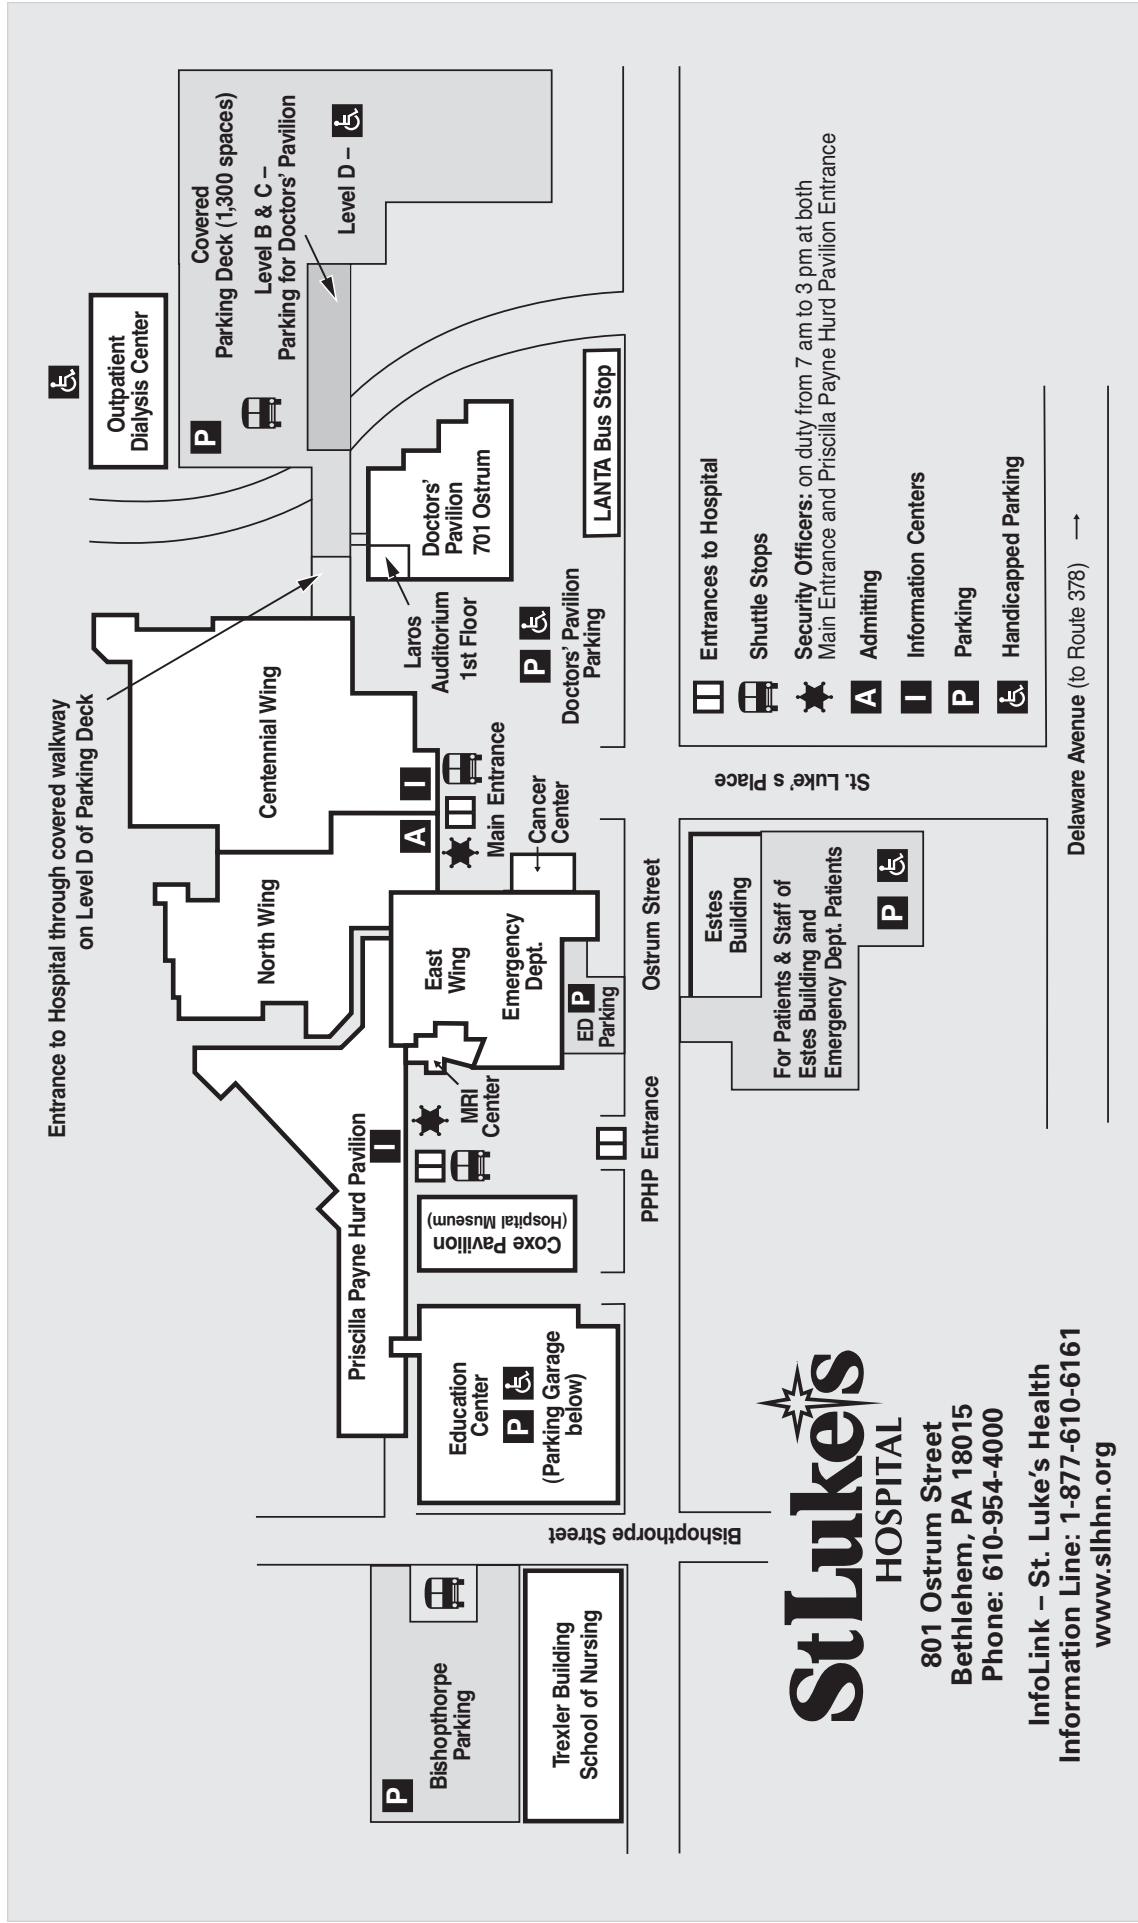 Entrance to Hospital through covered walkway
on Level D of Parking Deck
Outpatient
Dialysis Center
Covered
Parking Deck (1,300 spaces)
Level B & C –
Parking for Doctors' Pavilion
Level D –
P
Centennial Wing
North Wing
Priscilla Payne Hurd Pavilion
I
A
I
Main Entrance
Cancer
Center
East
Wing
Emergency
Dept.
ED P
Parking
MRI
Center
Laros
Auditorium
1st Floor
Doctors'
Pavilion
701 Ostrum
P
Doctors' Pavilion
Parking
LANTA Bus Stop
Coxe Pavilion
(Hospital Museum)
Education
Center
P
(Parking Garage
below)
P
Bishopthorpe
Parking
Trexler Building
School of Nursing
Bishopthorpe Street
PPHP Entrance
Ostrum Street
St. Luke's Place
Estes
Building
For Patients & Staff of
Estes Building and
Emergency Dept. Patients
P
Entrances to Hospital
Shuttle Stops
Security Officers: on duty from 7 am to 3 pm at both
Main Entrance and Priscilla Payne Hurd Pavilion Entrance
A Admitting
I Information Centers
P Parking
Handicapped Parking
Delaware Avenue (to Route 378) →
St Luke's
HOSPITAL
801 Ostrum Street
Bethlehem, PA 18015
Phone: 610-954-4000
InfoLink – St. Luke's Health
Information Line: 1-877-610-6161
www.slhhn.org